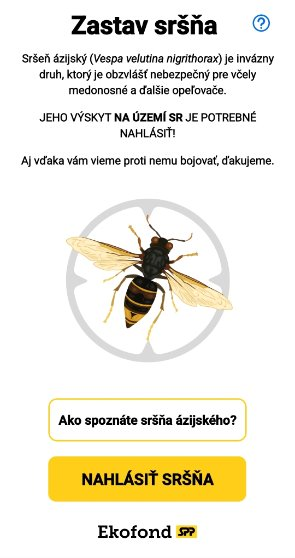 Zastav sršňa
?
Sršeň ázijský (Vespa velutina nigrithorax) je invázny
druh, ktorý je obzvlášť nebezpečný pre včely
medonosné a ďalšie opeľovače.
JEHO VÝSKYT NA ÚZEMÍ SR JE POTREBNÉ
NAHLÁSIŤ!
Aj vďaka vám vieme proti nemu bojovať, ďakujeme.
Ako spoznáte sršňa ázijského?
NAHLÁSIŤ SRŠŇA
Ekofond SPP